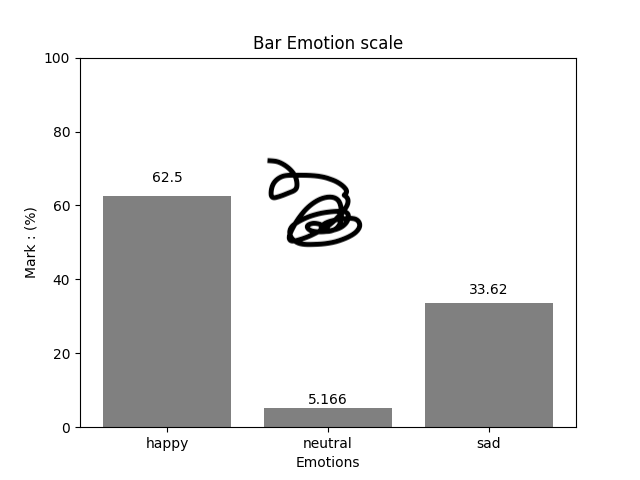 Bar Emotion scale
100
80
60
40
20
0
Mark : (%)
62.5
5.166
33.62
happy
neutral
sad
Emotions